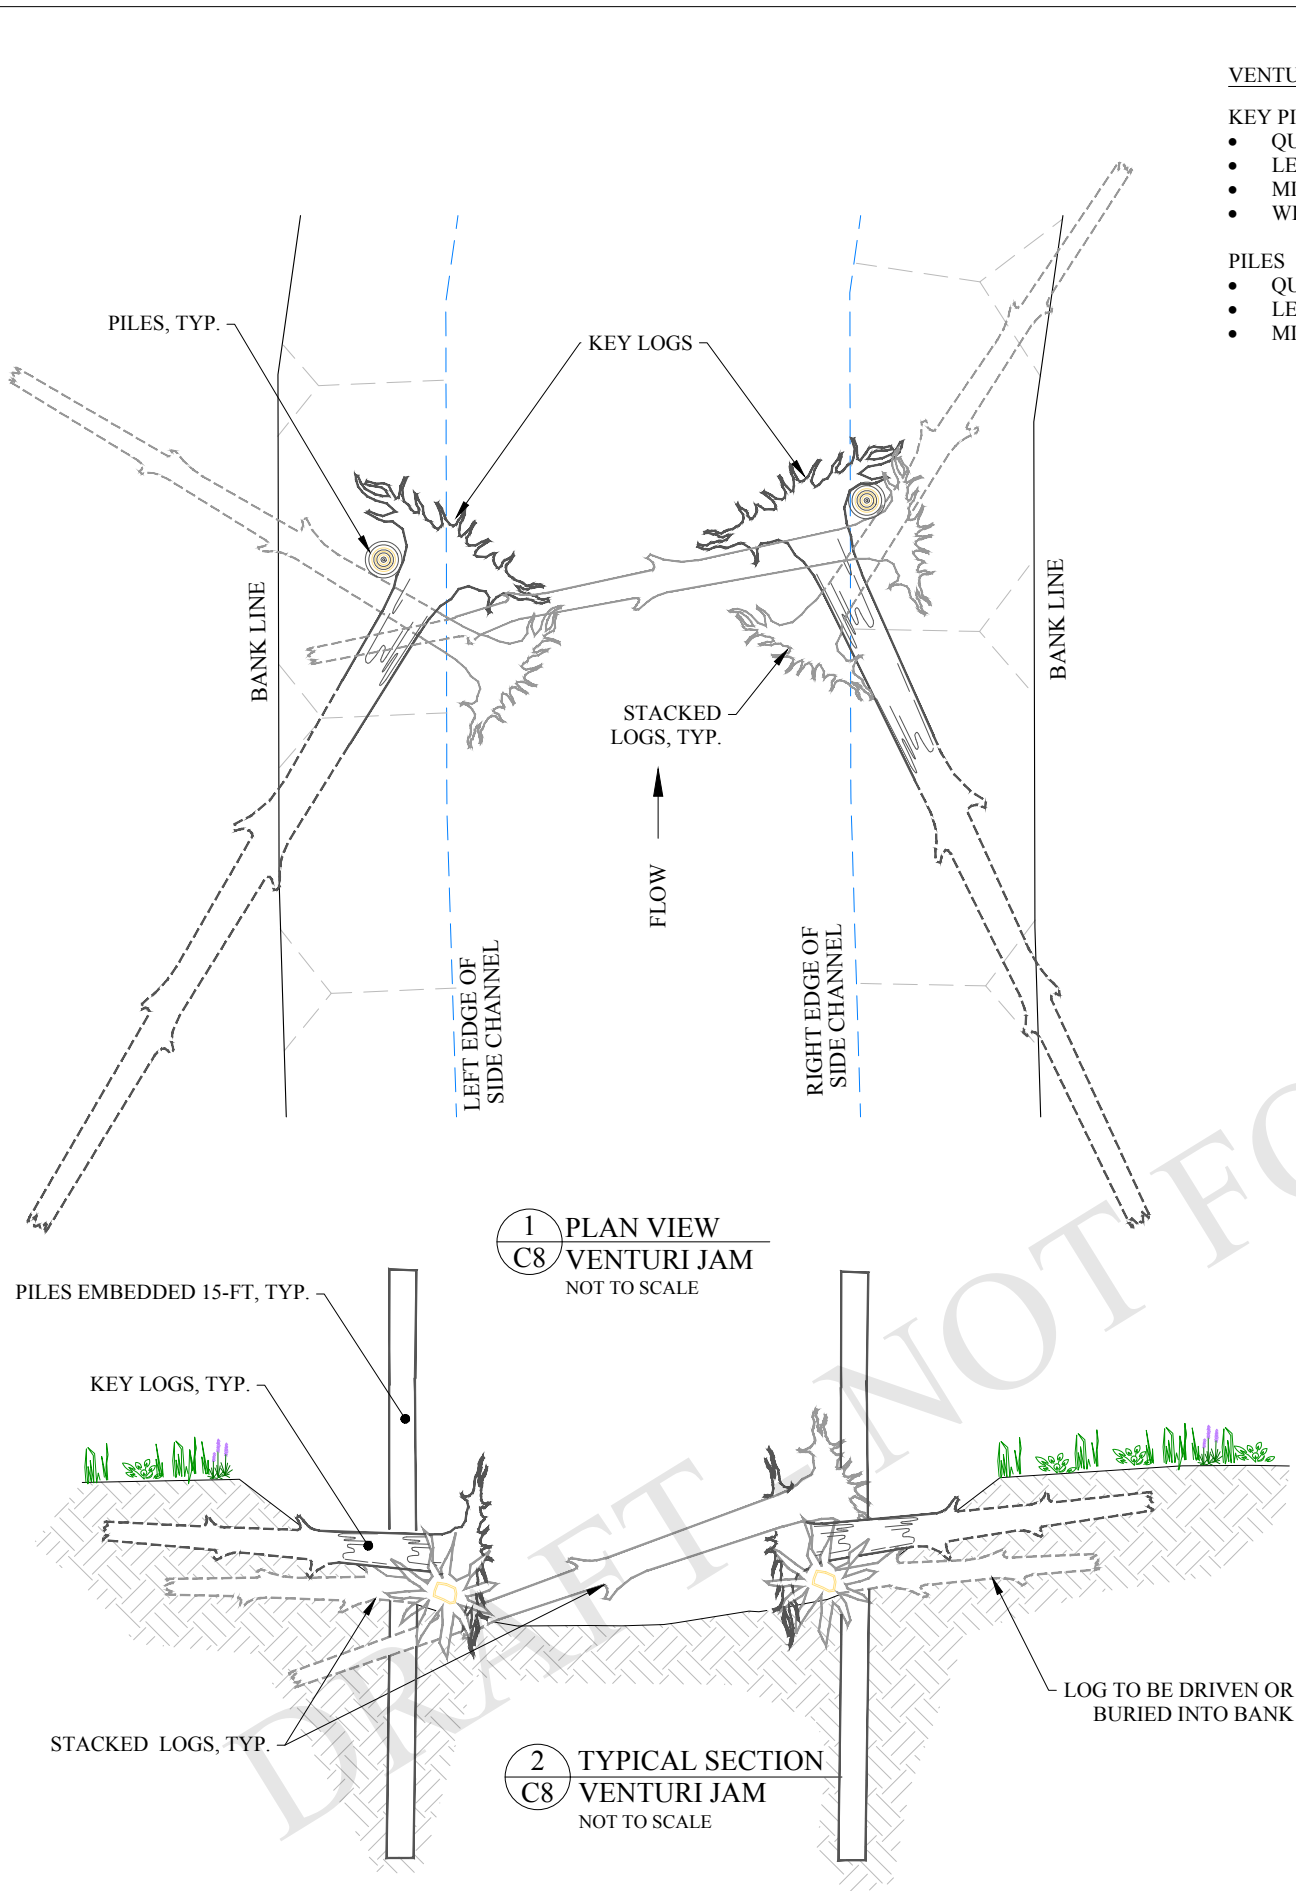 VENTU
KEY PI
• QU
• LE
• MI
• WI
PILES
• QU
• LE
• MI
PILES, TYP.
KEY LOGS
BANK LINE
BANK LINE
STACKED
LOGS, TYP.
FLOW
LEFT EDGE OF
SIDE CHANNEL
RIGHT EDGE OF
SIDE CHANNEL
1 PLAN VIEW
C8 VENTURI JAM
NOT TO SCALE
PILES EMBEDDED 15-FT, TYP.
KEY LOGS, TYP.
LOG TO BE DRIVEN OR
BURIED INTO BANK
STACKED LOGS, TYP.
2 TYPICAL SECTION
C8 VENTURI JAM
NOT TO SCALE
DRAFT - NOT FO